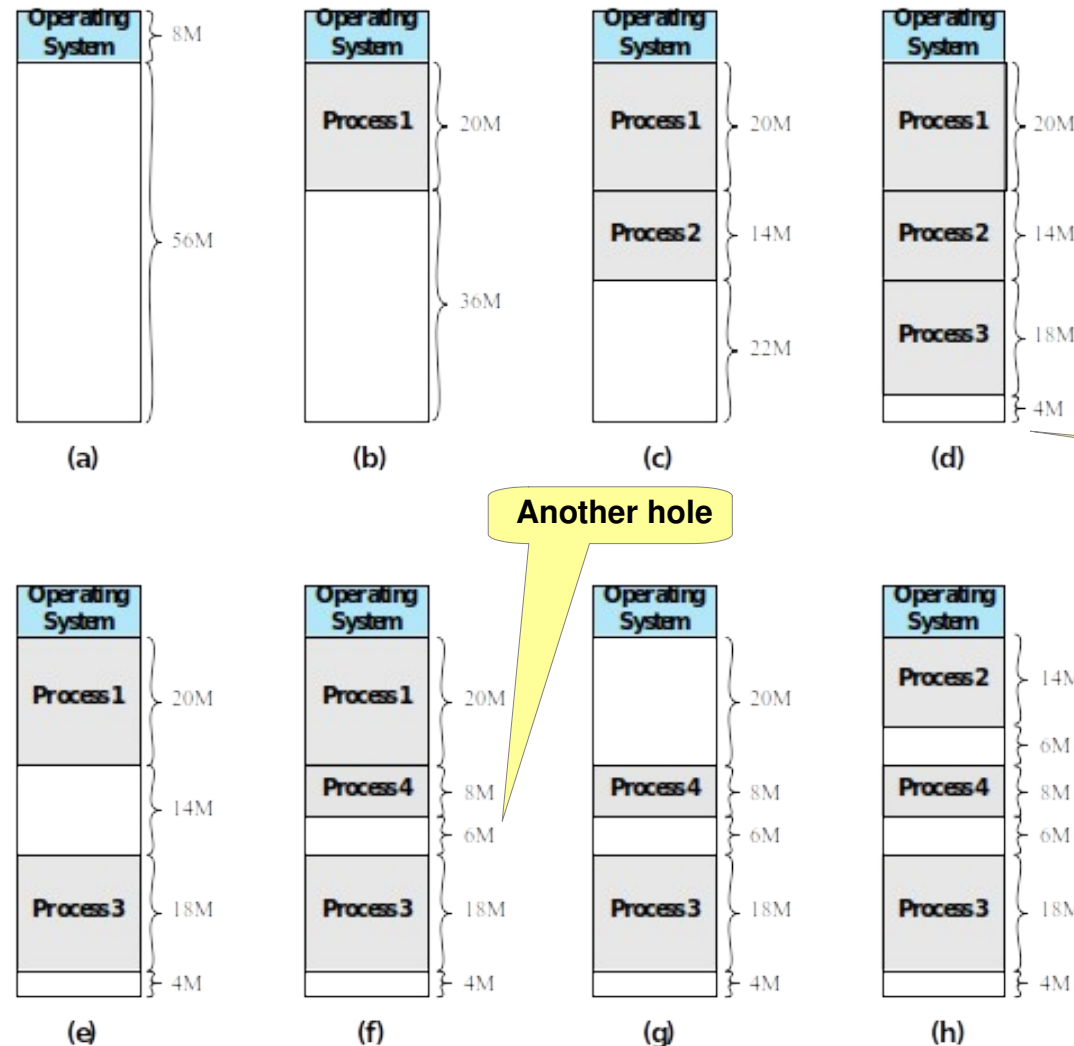 Operating
System
8M
56M
(a)
Operating
System
Process 1
20M
36M
(b)
Operating
System
Process 1
20M
Process 2
14M
22M
(c)
Operating
System
Process 1
20M
Process 2
14M
Process 3
18M
4M
(d)
Another hole
Operating
System
Process 1
20M
14M
Process 3
18M
4M
(e)
Operating
System
Process 1
20M
Process 4
8M
6M
Process 3
18M
4M
(f)
Operating
System
20M
Process 4
8M
6M
Process 3
18M
4M
(g)
Operating
System
Process 2
14M
6M
Process 4
8M
6M
Process 3
18M
4M
(h)